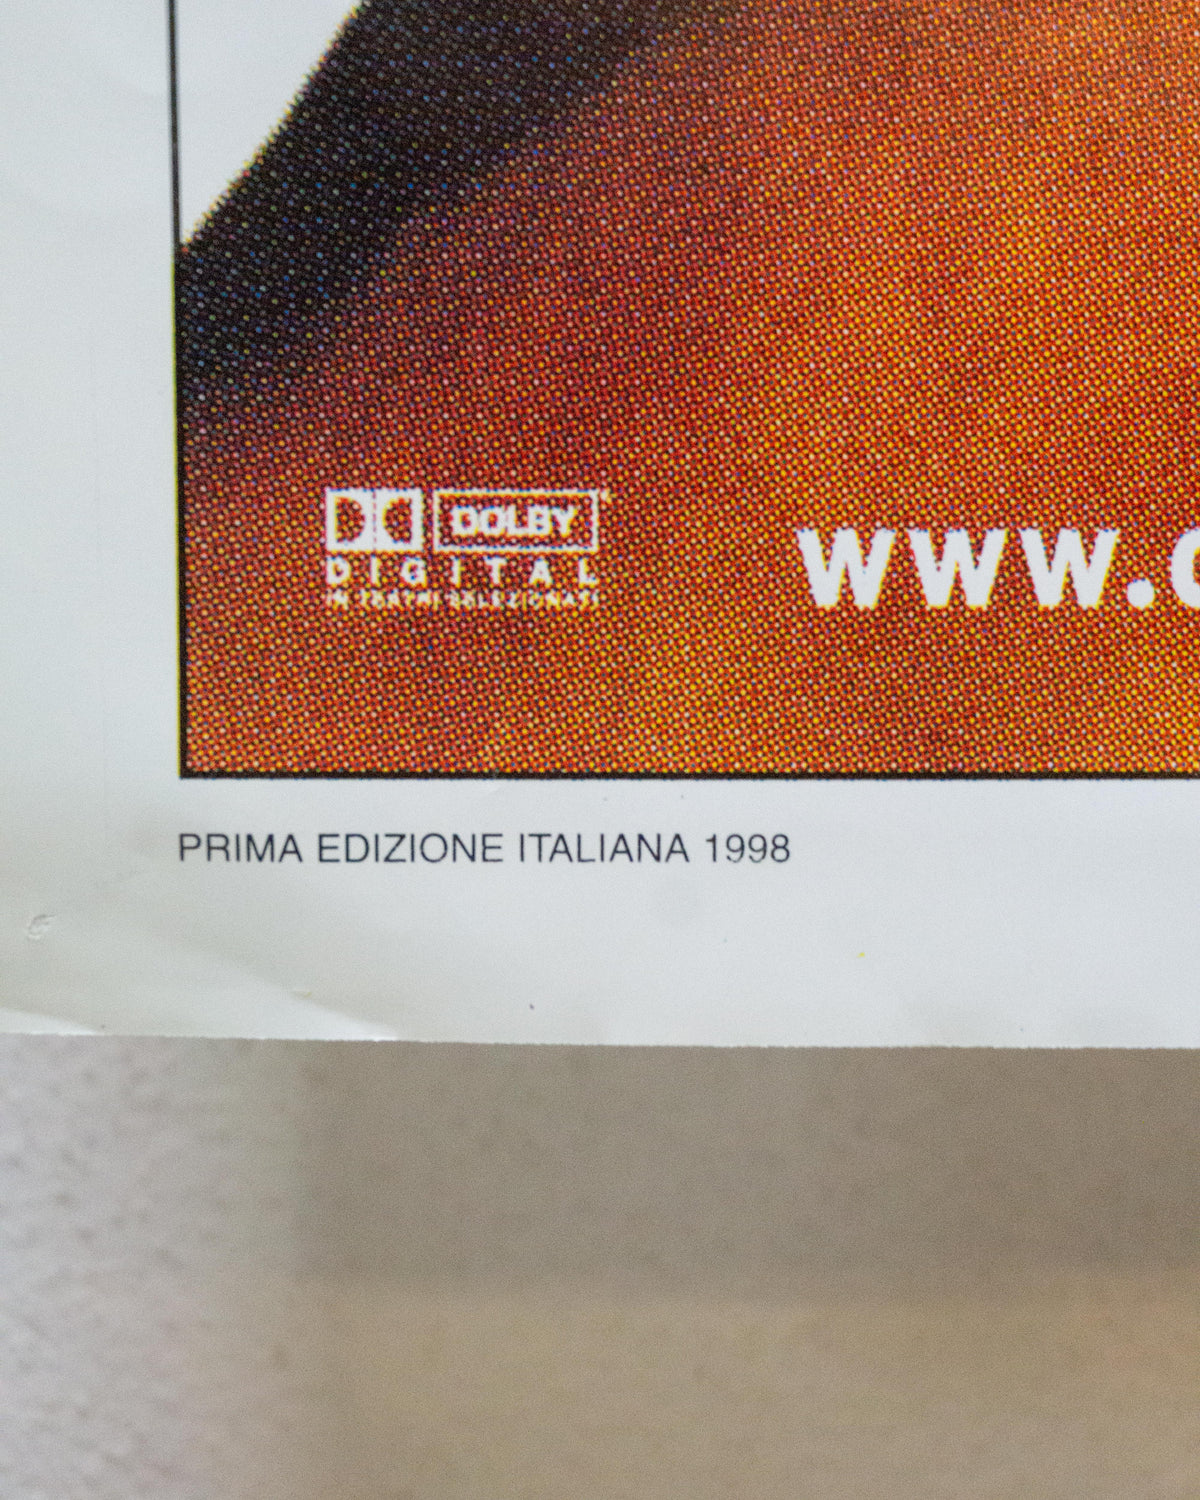 DOLBY
DIGITAL
IN TEATRI SELEZIONATI
www.
PRIMA EDIZIONE ITALIANA 1998